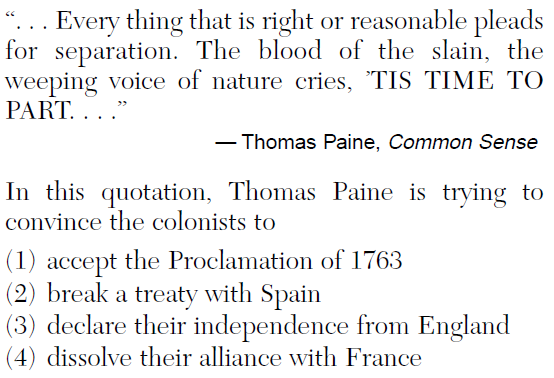 “. . . Every thing that is right or reasonable pleads
for separation. The blood of the slain, the
weeping voice of nature cries, ’TIS TIME TO
PART. . . .”
— Thomas Paine, Common Sense
In this quotation, Thomas Paine is trying to
convince the colonists to
(1) accept the Proclamation of 1763
(2) break a treaty with Spain
(3) declare their independence from England
(4) dissolve their alliance with France